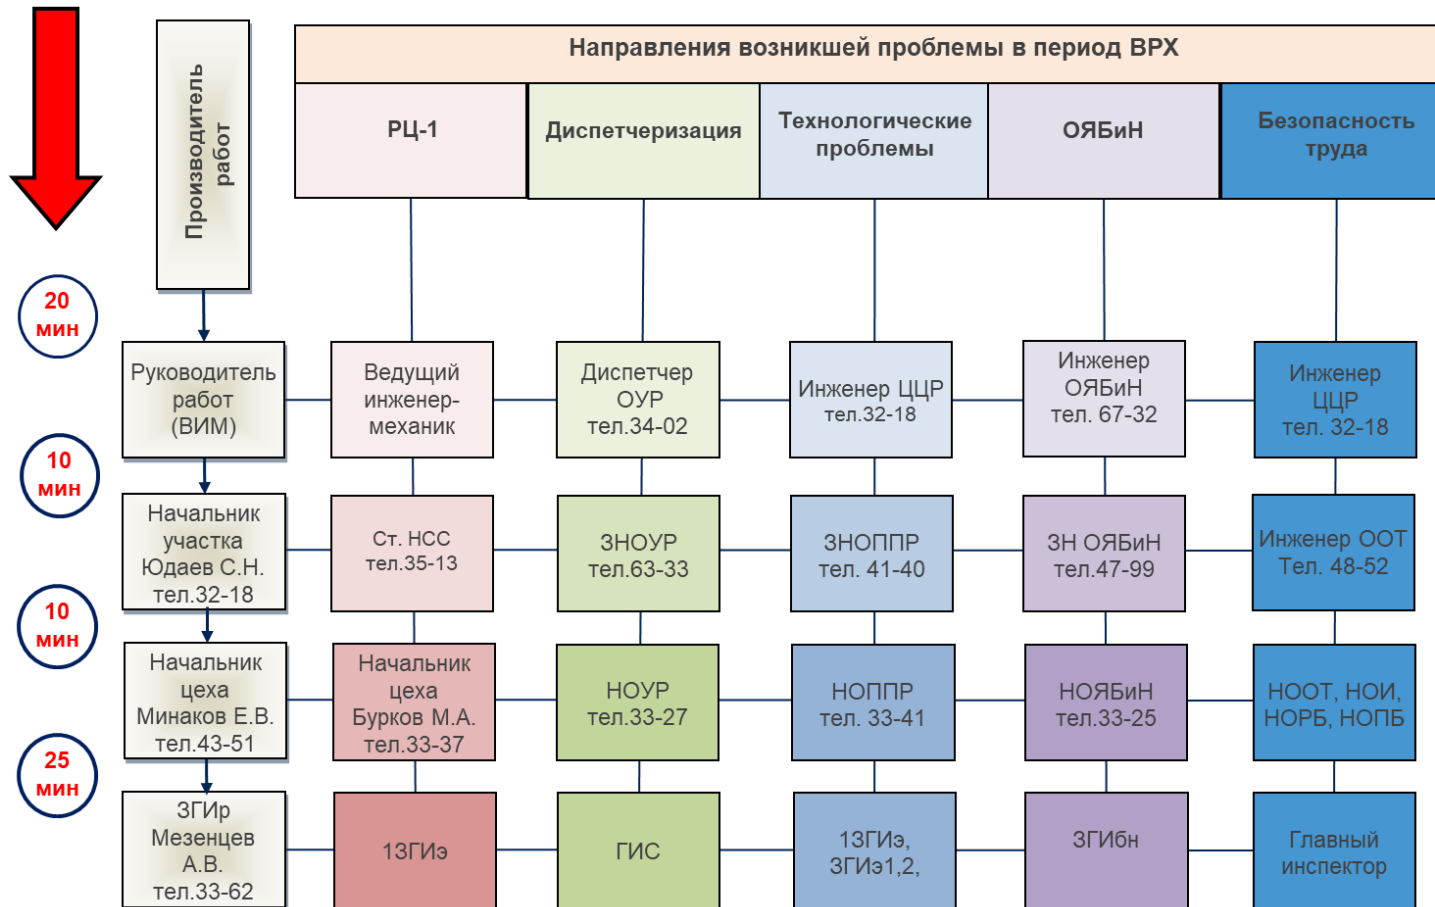 Направления возникшей проблемы в период ВРХ
Производитель
работ
РЦ-1
Диспетчеризация
Технологические
проблемы
ОЯБиН
Безопасность
труда
20
мин
Руководитель
работ
(ВИМ)
Ведущий
инженер-
механик
Диспетчер
ОУР
тел.34-02
Инженер ЦЦР
тел.32-18
Инженер
ОЯБиН
тел. 67-32
Инженер
ЦЦР
тел. 32-18
10
мин
Начальник
участка
Юдаев С.Н.
тел.32-18
Ст. НСС
тел.35-13
ЗНОУР
тел.63-33
ЗНОППР
тел. 41-40
ЗН ОЯБиН
тел.47-99
Инженер ООТ
Тел. 48-52
10
мин
Начальник
цеха
Минаков Е.В.
тел.43-51
Начальник
цеха
Бурков М.А.
тел.33-37
НОУР
тел.33-27
НОППР
тел. 33-41
НОЯБиН
тел.33-25
НООТ, НОИ,
НОРБ, НОПБ
25
мин
ЗГИр
Мезенцев
А.В.
тел.33-62
1ЗГИэ
ГИС
1ЗГИэ,
ЗГИэ1,2,
ЗГИбн
Главный
инспектор